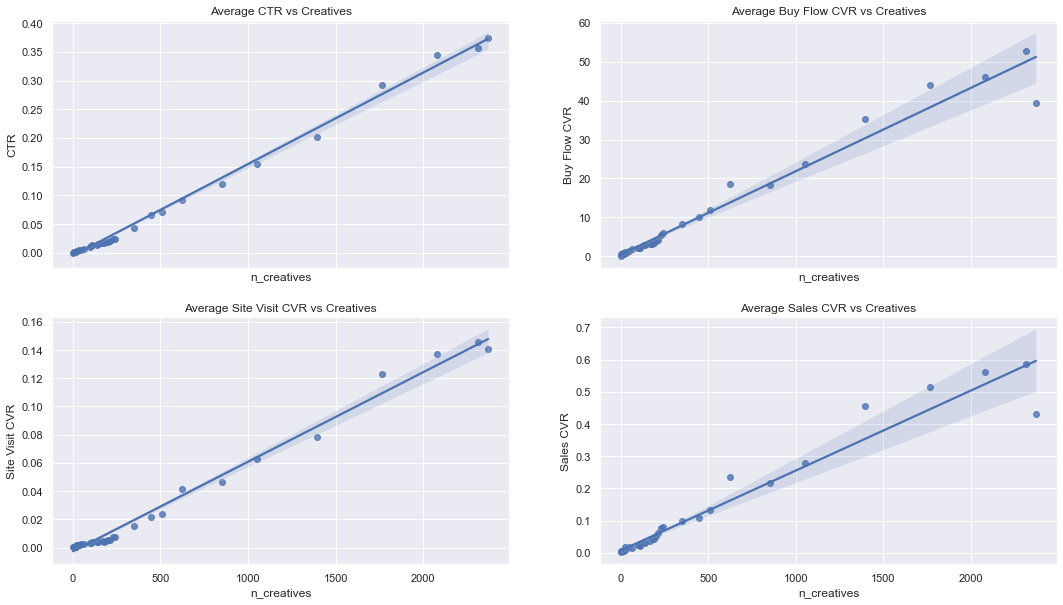 Average CTR vs Creatives
CTR
0.40
0.35
0.30
0.25
0.20
0.15
0.10
0.05
0.00
n_creatives
Average Buy Flow CVR vs Creatives
Buy Flow CVR
60
50
40
30
20
10
0
n_creatives
Average Site Visit CVR vs Creatives
Site Visit CVR
0.16
0.14
0.12
0.10
0.08
0.06
0.04
0.02
0.00
0 500 1000 1500 2000
n_creatives
Average Sales CVR vs Creatives
Sales CVR
0.7
0.6
0.5
0.4
0.3
0.2
0.1
0.0
0 500 1000 1500 2000
n_creatives